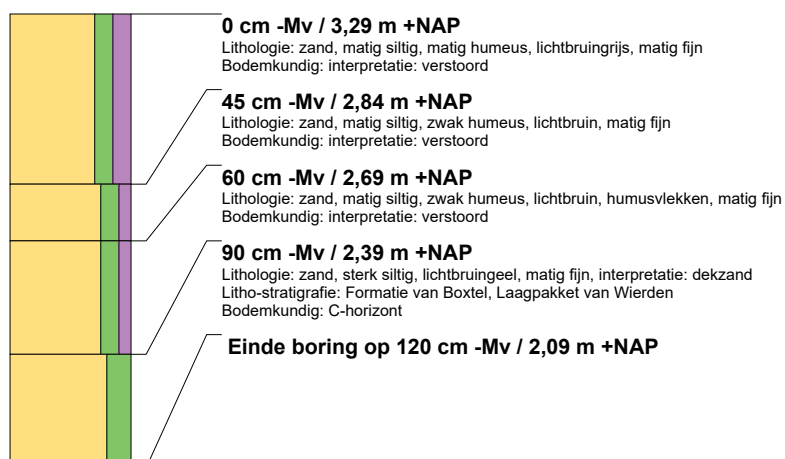 0 cm -Mv / 3,29 m +NAP
Lithologie: zand, matig siltig, matig humeus, lichtbruingrijs, matig fijn
Bodemkundig: interpretatie: verstoord
45 cm -Mv / 2,84 m +NAP
Lithologie: zand, matig siltig, zwak humeus, lichtbruin, matig fijn
Bodemkundig: interpretatie: verstoord
60 cm -Mv / 2,69 m +NAP
Lithologie: zand, matig siltig, zwak humeus, lichtbruin, humusvlekken, matig fijn
Bodemkundig: interpretatie: verstoord
90 cm -Mv / 2,39 m +NAP
Lithologie: zand, sterk siltig, lichtbruingeel, matig fijn, interpretatie: dekzand
Litho-stratigrafie: Formatie van Boxtel, Laagpakket van Wierden
Bodemkundig: C-horizont
Einde boring op 120 cm -Mv / 2,09 m +NAP